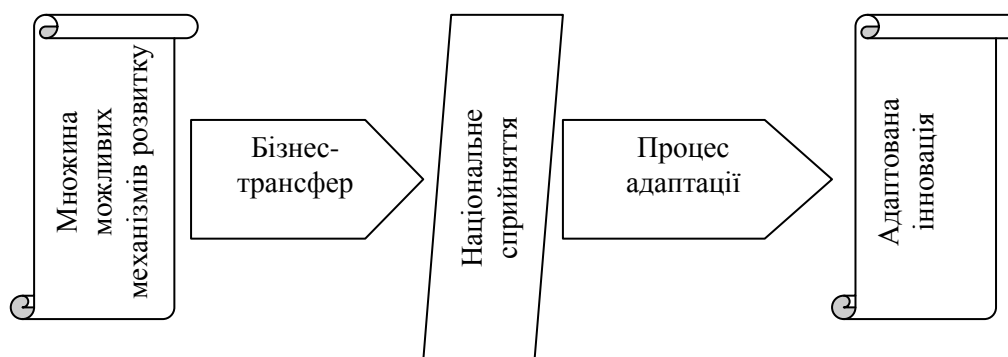 Множина
можливих
механізмів розвитку
Бізнес-
трансфер
Національне
сприйняття
Процес
адаптації
Адаптована
інновація